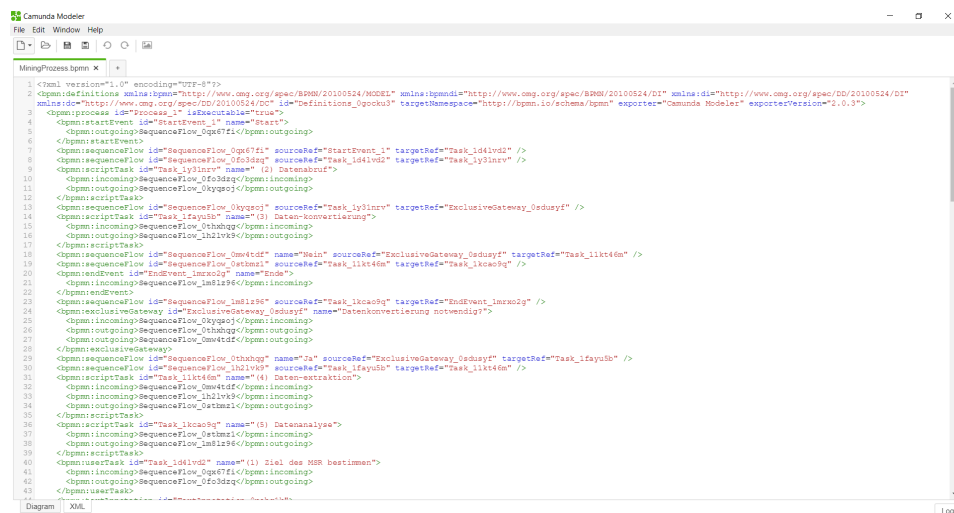 Camunda Modeler
File Edit Window Help
MiningProzess.bpmn × +
1 <?xml version="1.0" encoding="UTF-8"?>
2 <bpmn:definitions xmlns:bpmn="http://www.omg.org/spec/BPMN/20100524/MODEL" xmlns:bpmndi="http://www.omg.org/spec/BPMN/20100524/DI" xmlns:di="http://www.omg.org/spec/DD/20100524/DI"
xmlns:dc="http://www.omg.org/spec/DD/20100524/DC" id="Definitions_0gocku3" targetNamespace="http://bpmn.io/schema/bpmn" exporter="Camunda Modeler" exporterVersion="2.0.3">
3 <bpmn:process id="Process_1" isExecutable="true">
4 <bpmn:startEvent id="StartEvent_1" name="Start">
5 <bpmn:outgoing>SequenceFlow_0qx67fi</bpmn:outgoing>
6 </bpmn:startEvent>
7 <bpmn:sequenceFlow id="SequenceFlow_0qx67fi" sourceRef="StartEvent_1" targetRef="Task_1d41vd2" />
8 <bpmn:sequenceFlow id="SequenceFlow_0fo3dzq" sourceRef="Task_1d41vd2" targetRef="Task_1y31nrv" />
9 <bpmn:scriptTask id="Task_1y31nrv" name=" (2) Datenabruf">
10 <bpmn:incoming>SequenceFlow_0fo3dzq</bpmn:incoming>
11 <bpmn:outgoing>SequenceFlow_0kyqsoj</bpmn:outgoing>
12 </bpmn:scriptTask>
13 <bpmn:sequenceFlow id="SequenceFlow_0kyqsoj" sourceRef="Task_1y31nrv" targetRef="ExclusiveGateway_0sdusyf" />
14 <bpmn:scriptTask id="Task_1fayu5b" name="(3) Daten-konvertierung">
15 <bpmn:incoming>SequenceFlow_0thxhqg</bpmn:incoming>
16 <bpmn:outgoing>SequenceFlow_1h2lvk9</bpmn:outgoing>
17 </bpmn:scriptTask>
18 <bpmn:sequenceFlow id="SequenceFlow_0mw4tdf" name="Nein" sourceRef="ExclusiveGateway_0sdusyf" targetRef="Task_11kt46m" />
19 <bpmn:sequenceFlow id="SequenceFlow_0stbmz1" sourceRef="Task_11kt46m" targetRef="Task_1kcao9q" />
20 <bpmn:endEvent id="EndEvent_1mrxo2g" name="Ende">
21 <bpmn:incoming>SequenceFlow_1m81z96</bpmn:incoming>
22 </bpmn:endEvent>
23 <bpmn:sequenceFlow id="SequenceFlow_1m81z96" sourceRef="Task_1kcao9q" targetRef="EndEvent_1mrxo2g" />
24 <bpmn:exclusiveGateway id="ExclusiveGateway_0sdusyf" name="Datenkonvertierung notwendig?">
25 <bpmn:incoming>SequenceFlow_0kyqsoj</bpmn:incoming>
26 <bpmn:outgoing>SequenceFlow_0thxhqg</bpmn:outgoing>
27 <bpmn:outgoing>SequenceFlow_0mw4tdf</bpmn:outgoing>
28 </bpmn:exclusiveGateway>
29 <bpmn:sequenceFlow id="SequenceFlow_0thxhqg" name="Ja" sourceRef="ExclusiveGateway_0sdusyf" targetRef="Task_1fayu5b" />
30 <bpmn:sequenceFlow id="SequenceFlow_1h2lvk9" sourceRef="Task_1fayu5b" targetRef="Task_11kt46m" />
31 <bpmn:scriptTask id="Task_11kt46m" name="(4) Daten-extraktion">
32 <bpmn:incoming>SequenceFlow_0mw4tdf</bpmn:incoming>
33 <bpmn:incoming>SequenceFlow_1h2lvk9</bpmn:incoming>
34 <bpmn:outgoing>SequenceFlow_0stbmz1</bpmn:outgoing>
35 </bpmn:scriptTask>
36 <bpmn:scriptTask id="Task_1kcao9q" name="(5) Datenanalyse">
37 <bpmn:incoming>SequenceFlow_0stbmz1</bpmn:incoming>
38 <bpmn:outgoing>SequenceFlow_1m81z96</bpmn:outgoing>
39 </bpmn:scriptTask>
40 <bpmn:userTask id="Task_1d41vd2" name="(1) Ziel des MSR bestimmen">
41 <bpmn:incoming>SequenceFlow_0qx67fi</bpmn:incoming>
42 <bpmn:outgoing>SequenceFlow_0fo3dzq</bpmn:outgoing>
43 </bpmn:userTask>
Diagram XML
Log